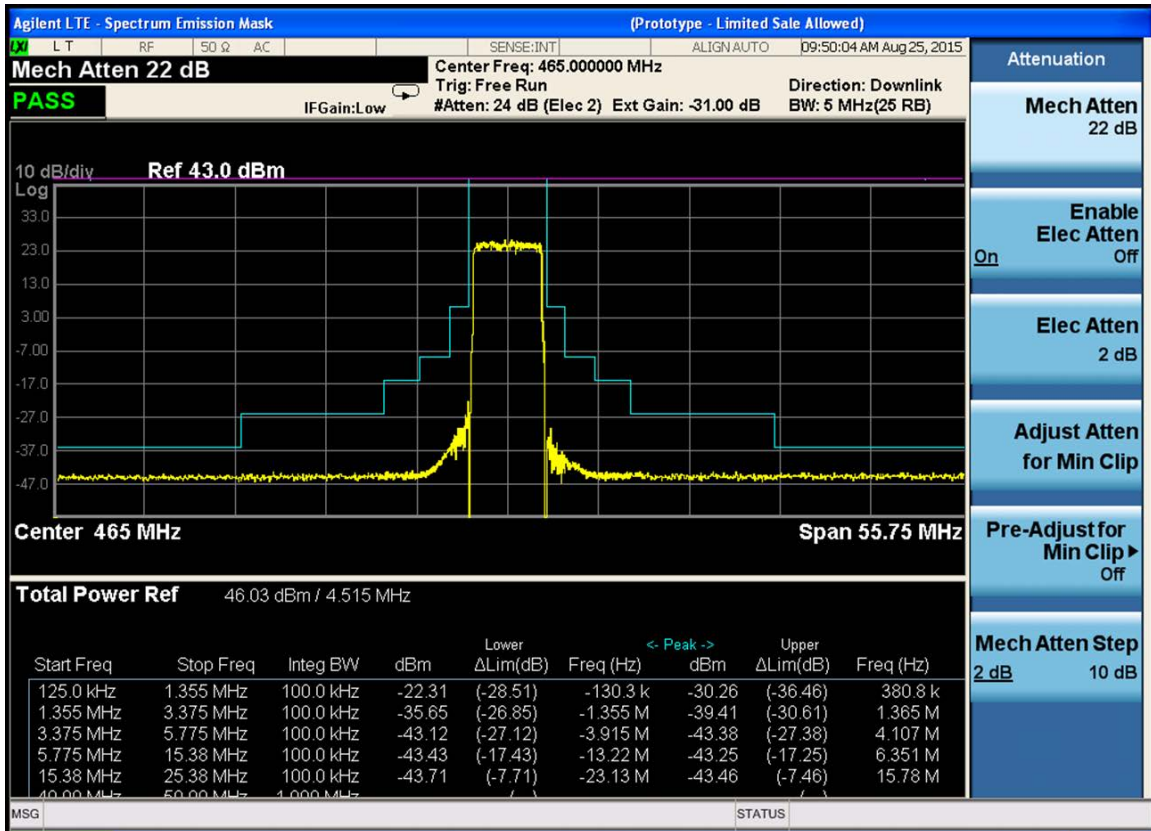 Agilent LTE - Spectrum Emission Mask (Prototype - Limited Sale Allowed)
LXI L T RF 50 Ω AC SENSE:INT ALIGN AUTO 09:50:04 AM Aug 25, 2015
Mech Atten 22 dB Center Freq: 465.000000 MHz
Trig: Free Run Direction: Downlink
PASS IFGain:Low #Atten: 24 dB (Elec 2) Ext Gain: -31.00 dB BW: 5 MHz(25 RB)
10 dB/div Ref 43.0 dBm
Log
33.0
23.0
13.0
3.00
-7.00
-17.0
-27.0
-37.0
-47.0
Center 465 MHz Span 55.75 MHz
Total Power Ref 46.03 dBm / 4.515 MHz
Lower <- Peak -> Upper
Start Freq Stop Freq Integ BW dBm ΔLim(dB) Freq (Hz) dBm ΔLim(dB) Freq (Hz)
125.0 kHz 1.355 MHz 100.0 kHz -22.31 (-28.51) -130.3 k -30.26 (-36.46) 380.8 k
1.355 MHz 3.375 MHz 100.0 kHz -35.65 (-26.85) -1.355 M -39.41 (-30.61) 1.365 M
3.375 MHz 5.775 MHz 100.0 kHz -43.12 (-27.12) -3.915 M -43.38 (-27.38) 4.107 M
5.775 MHz 15.38 MHz 100.0 kHz -43.43 (-17.43) -13.22 M -43.25 (-17.25) 6.351 M
15.38 MHz 25.38 MHz 100.0 kHz -43.71 (-7.71) -23.13 M -43.46 (-7.46) 15.78 M
MSG STATUS
Attenuation
Mech Atten
22 dB
Enable
Elec Atten
On Off
Elec Atten
2 dB
Adjust Atten
for Min Clip
Pre-Adjust for
Min Clip▸
Off
Mech Atten Step
2 dB 10 dB